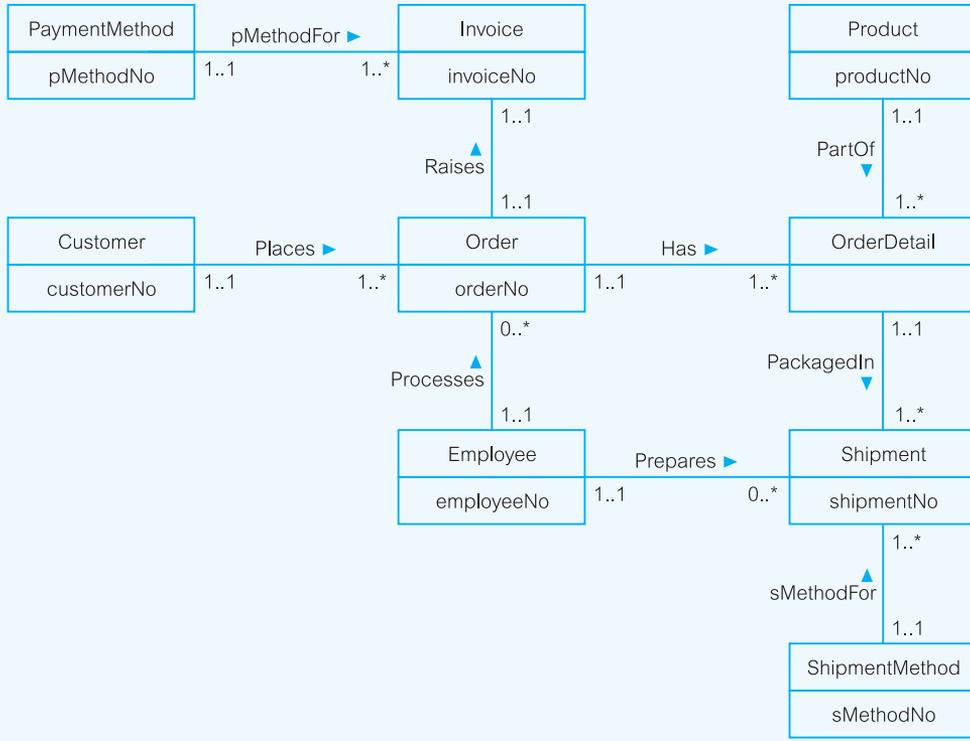 PaymentMethod
pMethodNo
pMethodFor ►
1..1
1..*
Invoice
invoiceNo
Product
productNo
1..1
▲
Raises
1..1
1..1
PartOf
▼
1..*
Customer
customerNo
Places ►
1..1
1..*
Order
orderNo
Has ►
1..1
1..*
OrderDetail
0..*
▲
Processes
1..1
1..1
PackagedIn
▼
1..*
Employee
employeeNo
Prepares ►
1..1
0..*
Shipment
shipmentNo
1..*
▲
sMethodFor
1..1
ShipmentMethod
sMethodNo